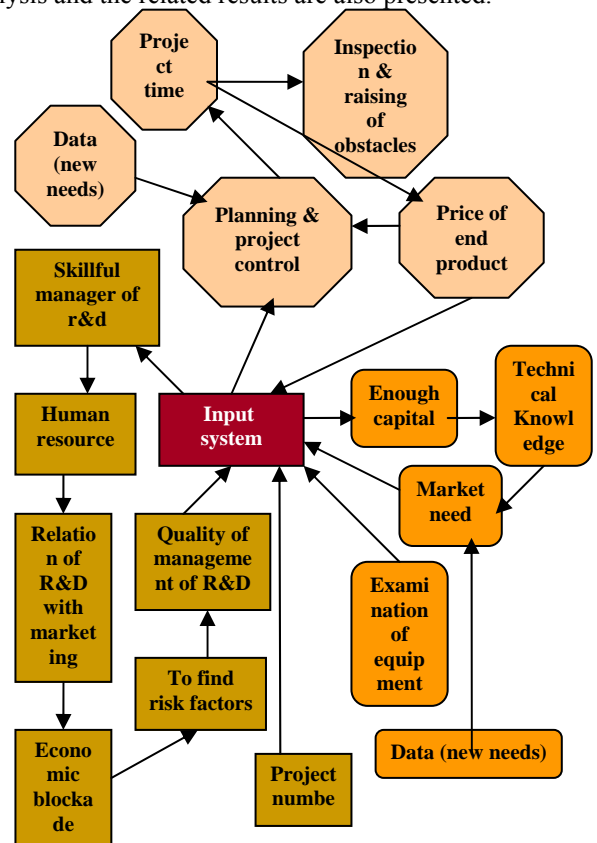 lysis and the related results are also presented.
Proje
ct
time
Inspectio
n &
raising
of
obstacles
Data
(new
needs)
Planning &
project
control
Price of
end
product
Skillful
manager of
r&d
Human
resource
Input
system
Enough
capital
Techni
cal
Knowl
edge
Market
need
Relatio
n of
R&D
with
market
ing
Quality of
manageme
nt of R&D
Exami
nation
of
equip
ment
To find
risk factors
Econo
mic
blocka
de
Project
numbe
Data (new needs)